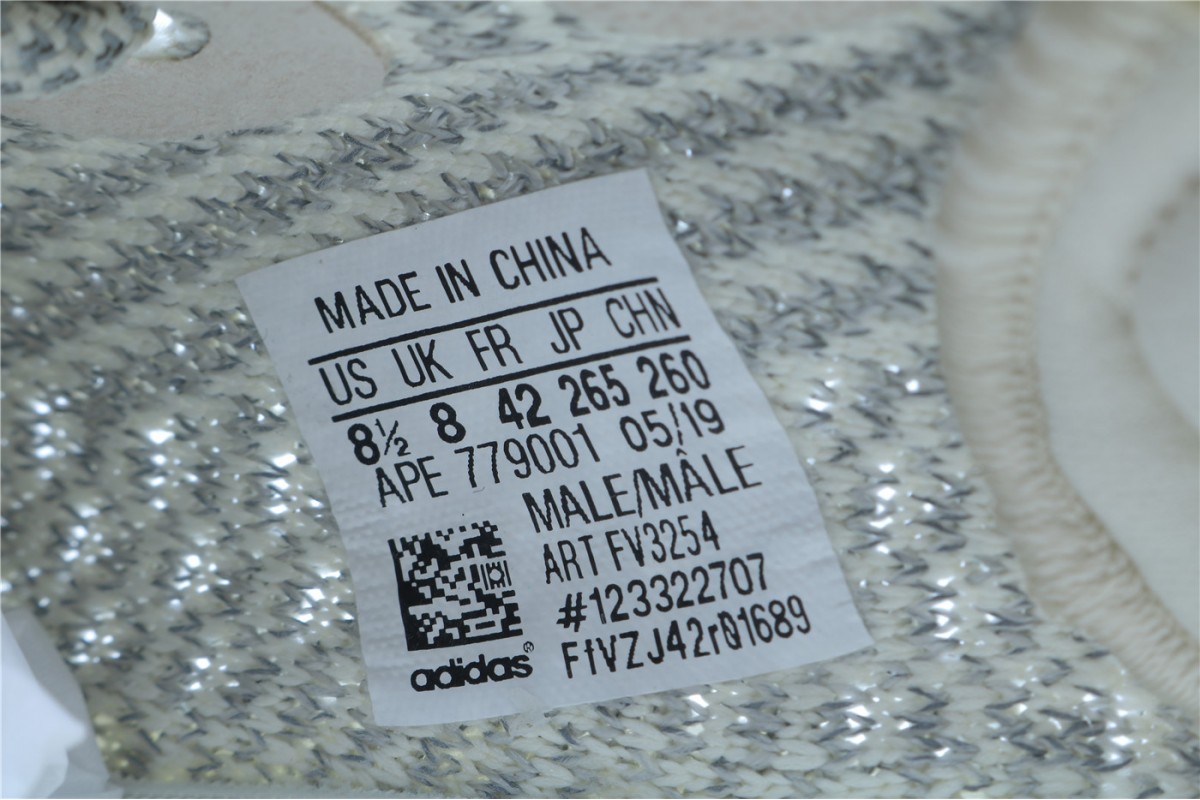 MADE IN CHINA
US UK FR JP CHN
8½ 8 42 265 260
APE 779001 05/19
MALE/MÂLE
ART FV3254
#123322707
FfVZJ42r01689
adidas®